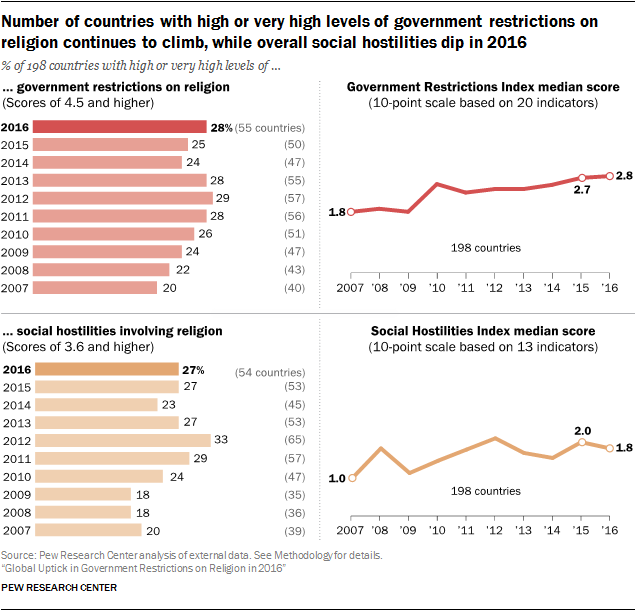 Number of countries with high or very high levels of government restrictions on
religion continues to climb, while overall social hostilities dip in 2016
% of 198 countries with high or very high levels of ...
... government restrictions on religion
(Scores of 4.5 and higher)
2016 28% (55 countries)
2015 25 (50)
2014 24 (47)
2013 28 (55)
2012 29 (57)
2011 28 (56)
2010 26 (51)
2009 24 (47)
2008 22 (43)
2007 20 (40)
Government Restrictions Index median score
(10-point scale based on 20 indicators)
1.8
2.7
2.8
198 countries
2007 '08 '09 '10 '11 '12 '13 '14 '15 '16
... social hostilities involving religion
(Scores of 3.6 and higher)
2016 27% (54 countries)
2015 27 (53)
2014 23 (45)
2013 27 (53)
2012 33 (65)
2011 29 (57)
2010 24 (47)
2009 18 (35)
2008 18 (36)
2007 20 (39)
Social Hostilities Index median score
(10-point scale based on 13 indicators)
1.0
2.0
1.8
198 countries
2007 '08 '09 '10 '11 '12 '13 '14 '15 '16
Source: Pew Research Center analysis of external data. See Methodology for details.
"Global Uptick in Government Restrictions on Religion in 2016"
PEW RESEARCH CENTER